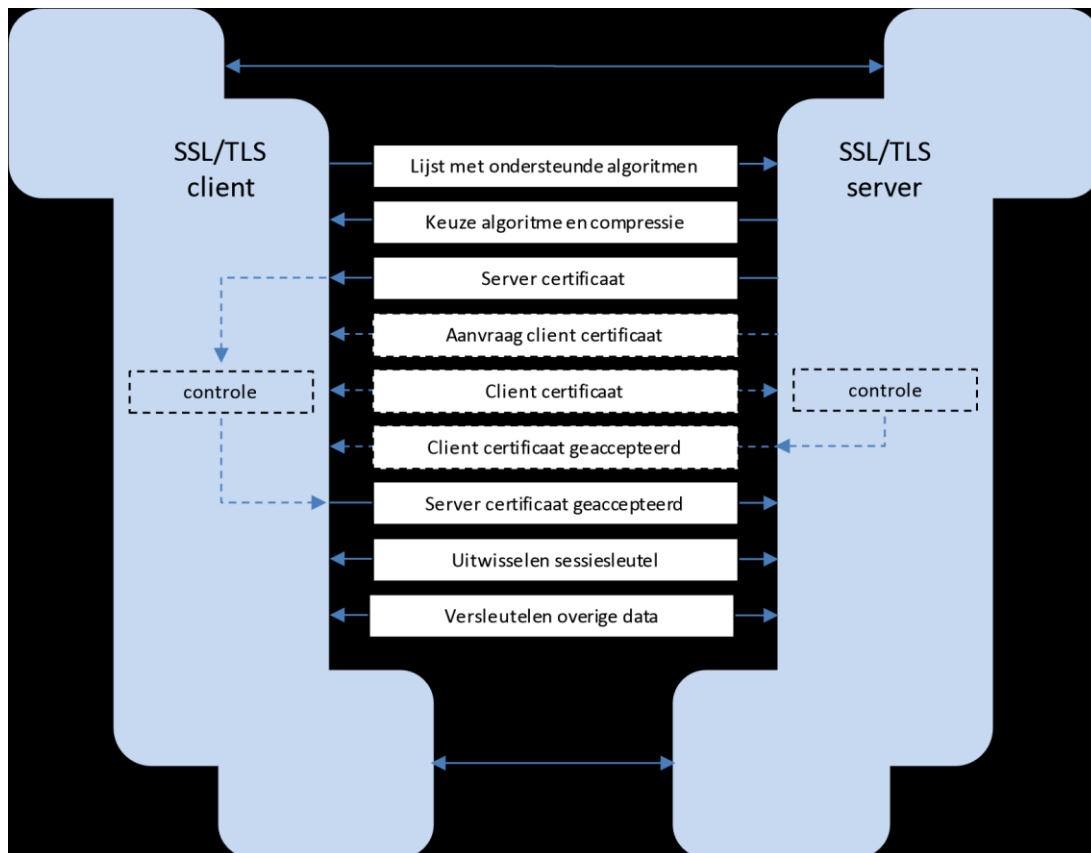 SSL/TLS
client
SSL/TLS
server
Lijst met ondersteunde algoritmen
Keuze algoritme en compressie
Server certificaat
Aanvraag client certificaat
controle
Client certificaat
controle
Client certificaat geaccepteerd
Server certificaat geaccepteerd
Uitwisselen sessiesleutel
Versleutelen overige data